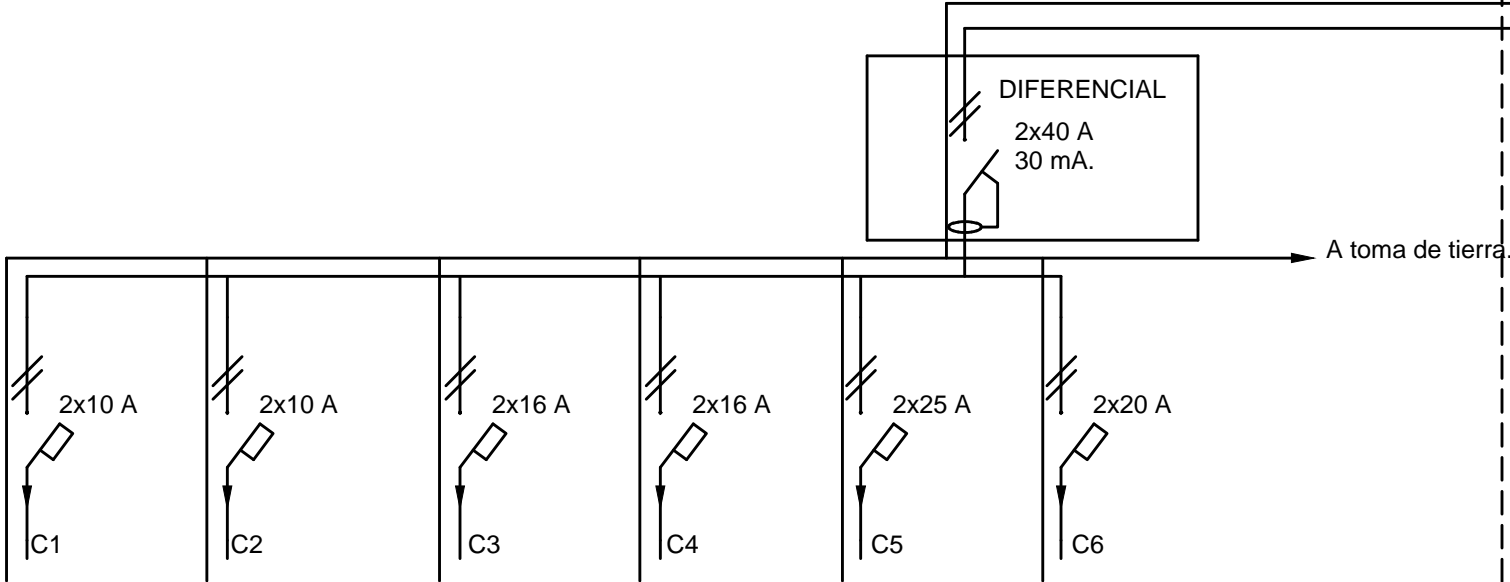 DIFERENCIAL
2x40 A
30 mA.
A toma de tierra.
2x10 A
2x10 A
2x16 A
2x16 A
2x25 A
2x20 A
C1
C2
C3
C4
C5
C6